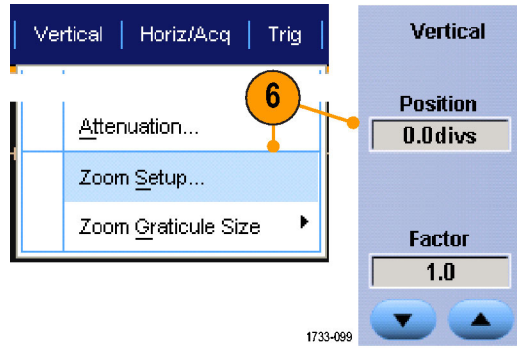 Vertical | Horiz/Acq | Trig
6
Attenuation...
Zoom Setup...
Zoom Graticule Size
Vertical
Position
0.0divs
Factor
1.0
1733-099